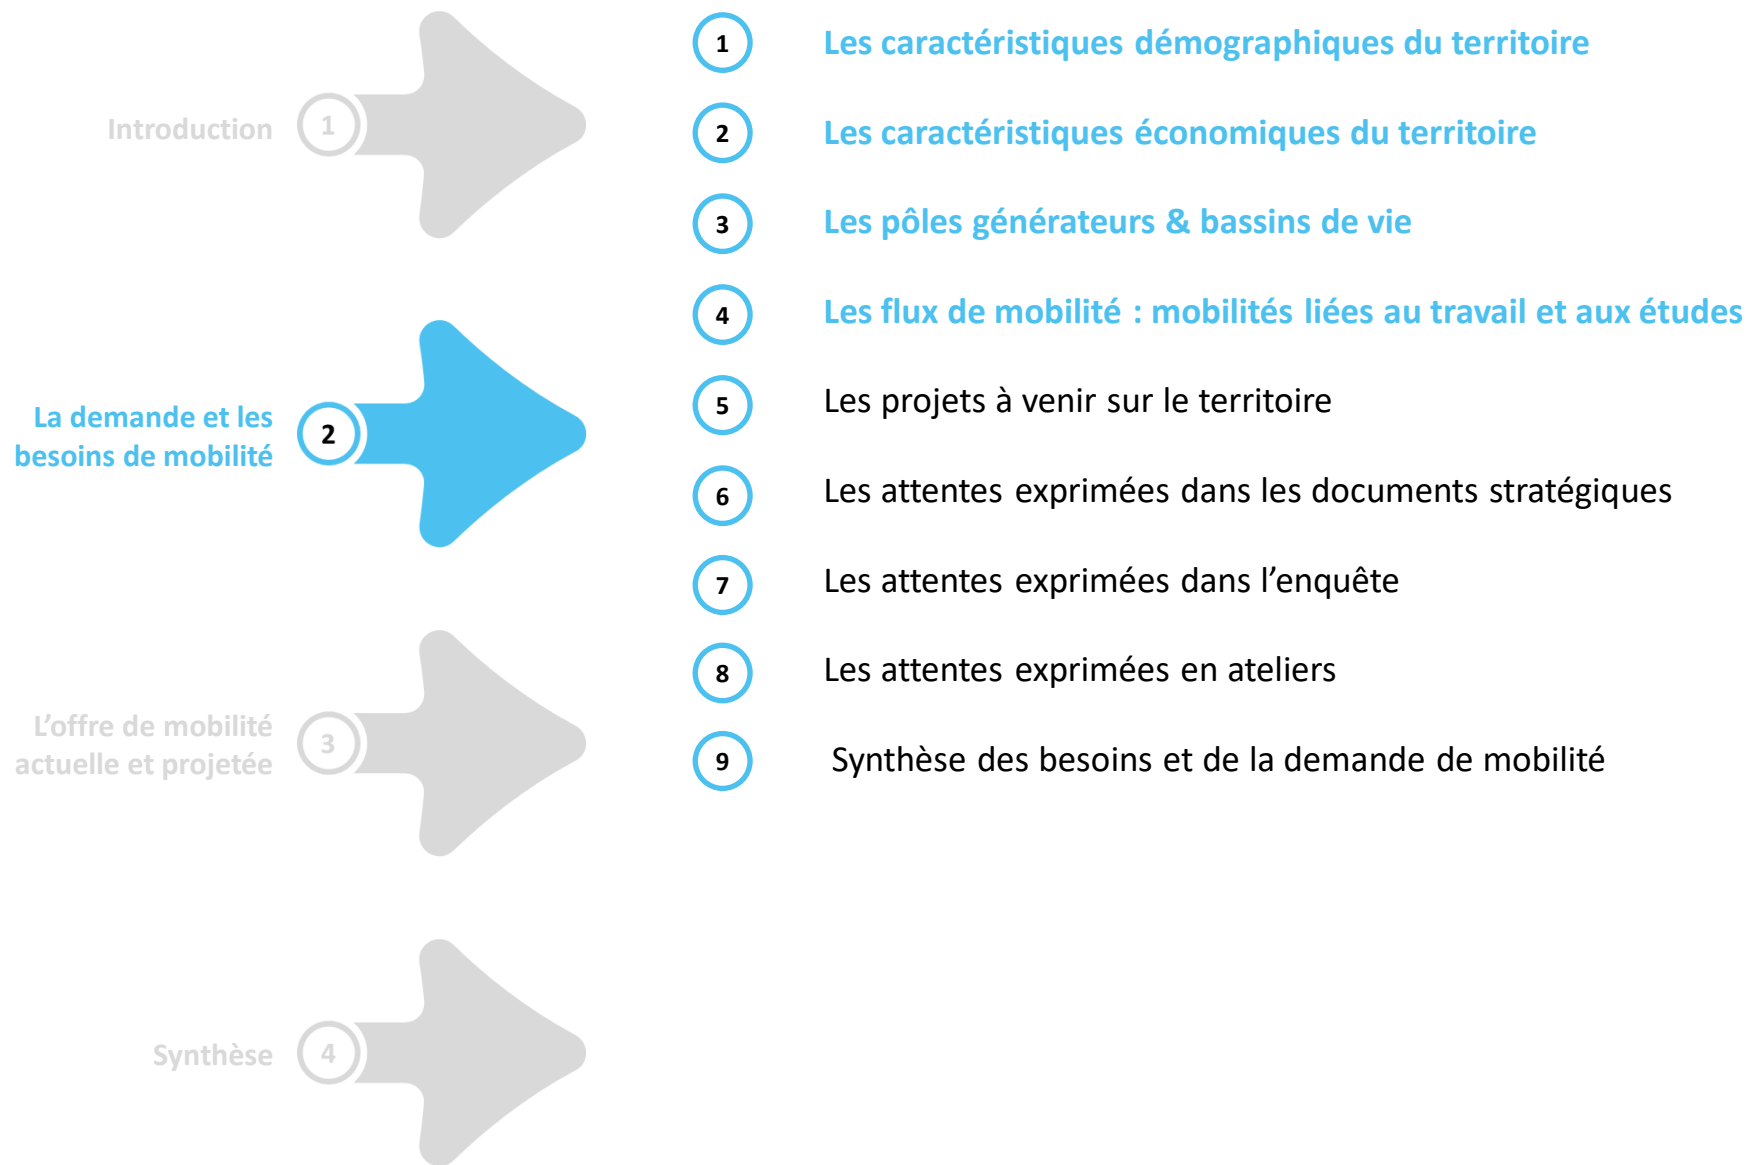 Introduction
1
La demande et les
besoins de mobilité
2
L’offre de mobilité
actuelle et projetée
3
Synthèse
4
1 Les caractéristiques démographiques du territoire
2 Les caractéristiques économiques du territoire
3 Les pôles générateurs & bassins de vie
4 Les flux de mobilité : mobilités liées au travail et aux études
5 Les projets à venir sur le territoire
6 Les attentes exprimées dans les documents stratégiques
7 Les attentes exprimées dans l’enquête
8 Les attentes exprimées en ateliers
9 Synthèse des besoins et de la demande de mobilité